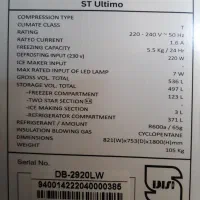 ST Ultimo
COMPRESSION TYPE
CLIMATE CLASS T
RATING 220 - 240 V ~ 50 Hz
RATED CURRENT 1.6 A
FREEZING CAPACITY 5.5 Kg / 24 Hr
DEFROSTING INPUT (230 v) 220 W
ICE MAKER INPUT
MAX RATED INPUT OF LED LAMP 7 W
GROSS VOL. TOTAL 536 L
STORAGE VOL. TOTAL 497 L
-FREEZER COMPARTMENT 123 L
- TWO STAR SECTION
- ICE MAKING SECTION 3 L
-REFRIGERATOR COMPARTMENT 371 L
REFRIGERANT / AMOUNT R600a / 65g
INSULATION BLOWING GAS CYCLOPENTANE
DIMENSIONS 821(W)x753(D)x1800(H)mm
WEIGHT 105 Kg
Serial No.
DB-2920LW
940014222040000385